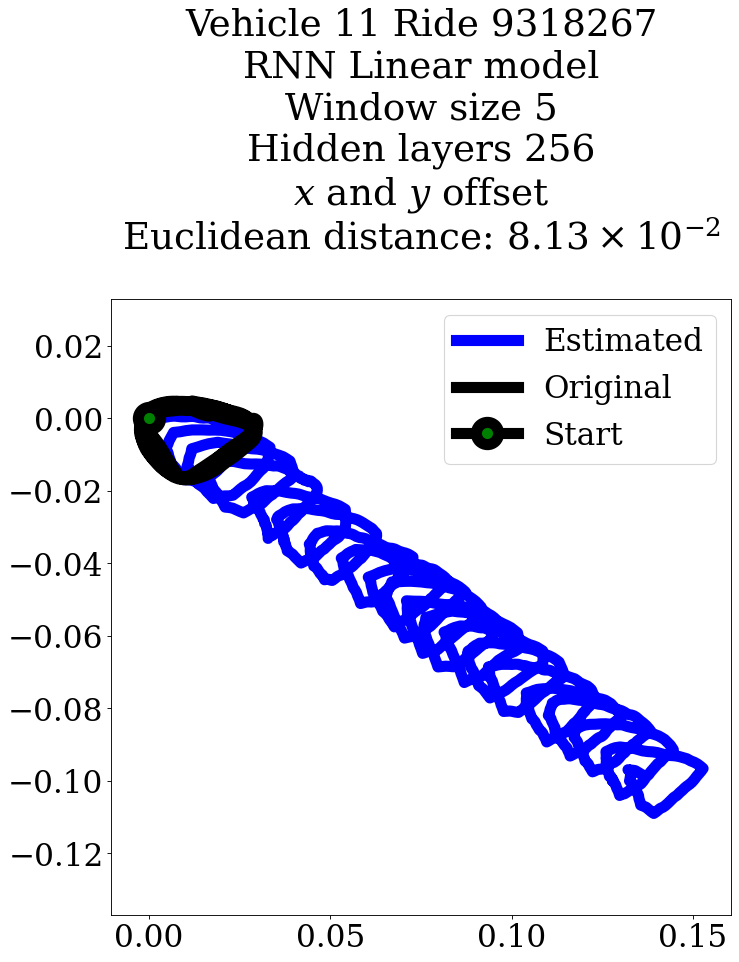 Vehicle 11 Ride 9318267
RNN Linear model
Window size 5
Hidden layers 256
x and y offset
Euclidean distance: 8.13 × 10⁻²
Estimated
Original
Start
0.02
0.00
−0.02
−0.04
−0.06
−0.08
−0.10
−0.12
0.00 0.05 0.10 0.15